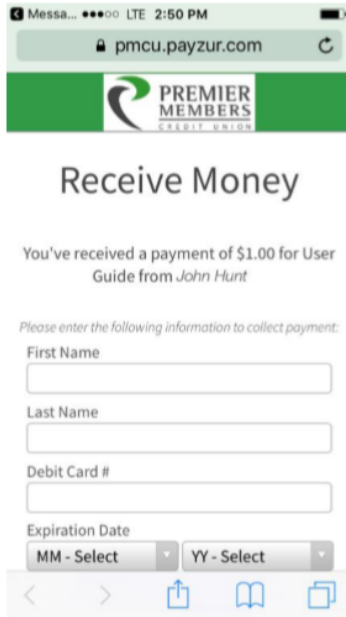 Messa... LTE 2:50 PM
pmcu.payzur.com
PREMIER
MEMBERS
CREDIT UNION
Receive Money
You've received a payment of $1.00 for User
Guide from John Hunt
Please enter the following information to collect payment:
First Name
Last Name
Debit Card #
Expiration Date
MM - Select YY - Select